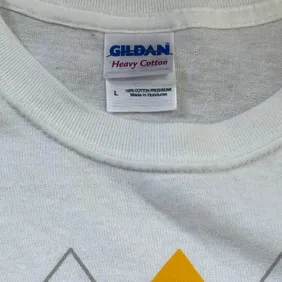 GILDAN
Heavy Cotton
L
100% COTTON PRESHRUNK
Made in Honduras